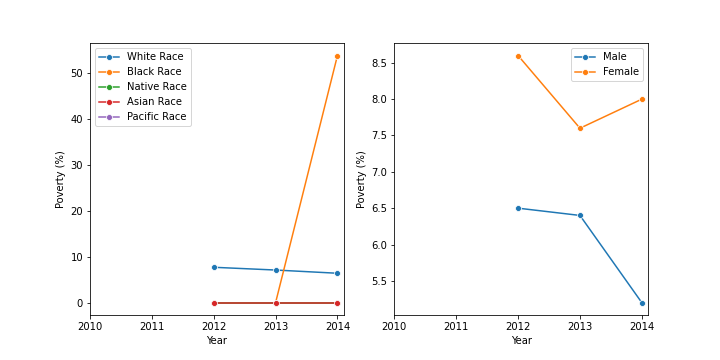 White Race
Black Race
Native Race
Asian Race
Pacific Race
Poverty (%)
50
40
30
20
10
0
2010 2011 2012 2013 2014
Year
Male
Female
Poverty (%)
8.5
8.0
7.5
7.0
6.5
6.0
5.5
2010 2011 2012 2013 2014
Year